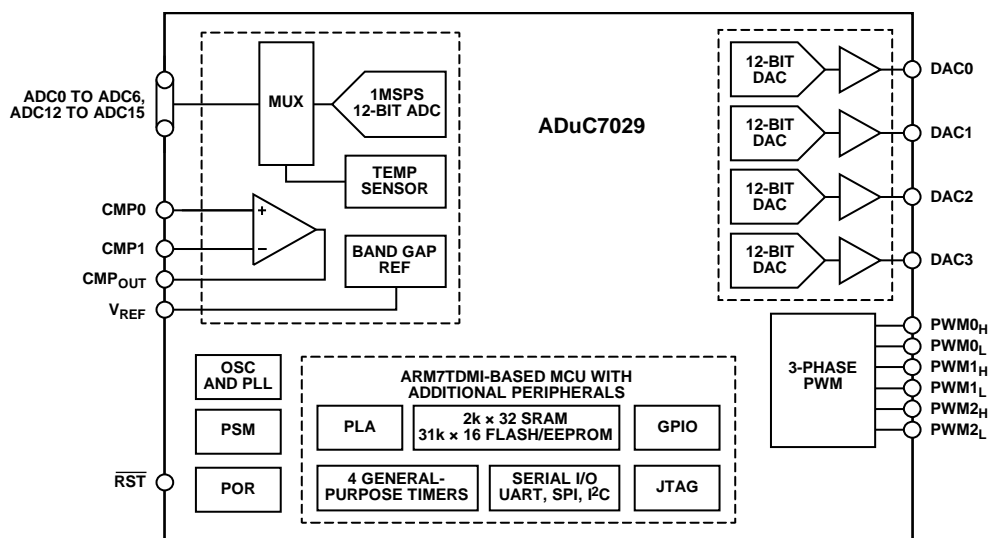 ADuC7029
ADC0 TO ADC6,
ADC12 TO ADC15
MUX
1MSPS
12-BIT ADC
TEMP
SENSOR
CMP0
+
CMP1
−
CMPOUT
VREF
BAND GAP
REF
12-BIT
DAC
DAC0
12-BIT
DAC
DAC1
12-BIT
DAC
DAC2
12-BIT
DAC
DAC3
3-PHASE
PWM
PWM0H
PWM0L
PWM1H
PWM1L
PWM2H
PWM2L
OSC
AND PLL
PSM
POR
RST
ARM7TDMI-BASED MCU WITH
ADDITIONAL PERIPHERALS
PLA
2k × 32 SRAM
31k × 16 FLASH/EEPROM
GPIO
4 GENERAL-
PURPOSE TIMERS
SERIAL I/O
UART, SPI, I²C
JTAG